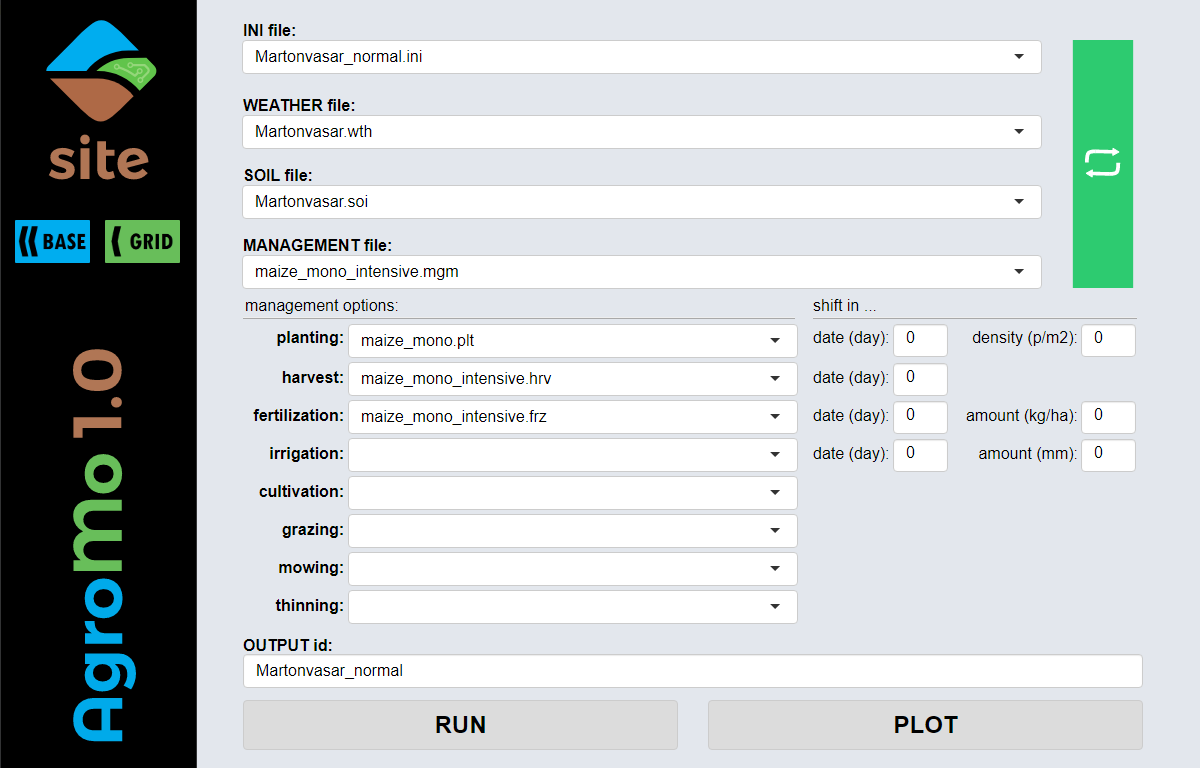 site
BASE
GRID
AgroMo 1.0
INI file:
Martonvasar_normal.ini
WEATHER file:
Martonvasar.wth
SOIL file:
Martonvasar.soi
MANAGEMENT file:
maize_mono_intensive.mgm
management options: shift in ...
planting: maize_mono.plt date (day): 0 density (p/m2): 0
harvest: maize_mono_intensive.hrv date (day): 0
fertilization: maize_mono_intensive.frz date (day): 0 amount (kg/ha): 0
irrigation: date (day): 0 amount (mm): 0
cultivation:
grazing:
mowing:
thinning:
OUTPUT id:
Martonvasar_normal
RUN PLOT